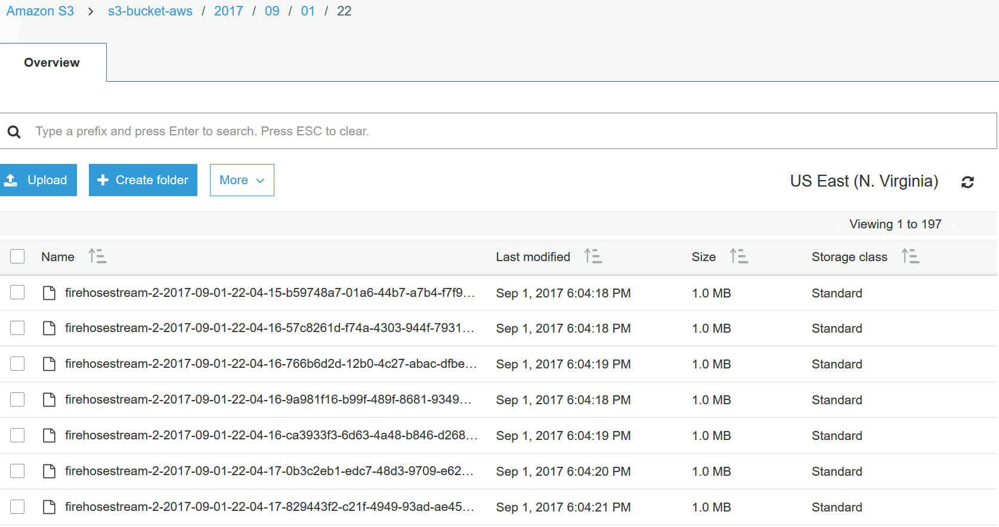 Amazon S3 > s3-bucket-aws / 2017 / 09 / 01 / 22
Overview
Type a prefix and press Enter to search. Press ESC to clear.
Upload Create folder More US East (N. Virginia)
Viewing 1 to 197
Name Last modified Size Storage class
firehosestream-2-2017-09-01-22-04-15-b59748a7-01a6-44b7-a7b4-f7f9… Sep 1, 2017 6:04:18 PM 1.0 MB Standard
firehosestream-2-2017-09-01-22-04-16-57c8261d-f74a-4303-944f-7931… Sep 1, 2017 6:04:18 PM 1.0 MB Standard
firehosestream-2-2017-09-01-22-04-16-766b6d2d-12b0-4c27-abac-dfbe… Sep 1, 2017 6:04:19 PM 1.0 MB Standard
firehosestream-2-2017-09-01-22-04-16-9a981f16-b99f-489f-8681-9349… Sep 1, 2017 6:04:18 PM 1.0 MB Standard
firehosestream-2-2017-09-01-22-04-16-ca3933f3-6d63-4a48-b846-d268… Sep 1, 2017 6:04:19 PM 1.0 MB Standard
firehosestream-2-2017-09-01-22-04-17-0b3c2eb1-edc7-48d3-9709-e62… Sep 1, 2017 6:04:20 PM 1.0 MB Standard
firehosestream-2-2017-09-01-22-04-17-829443f2-c21f-4949-93ad-ae45… Sep 1, 2017 6:04:21 PM 1.0 MB Standard